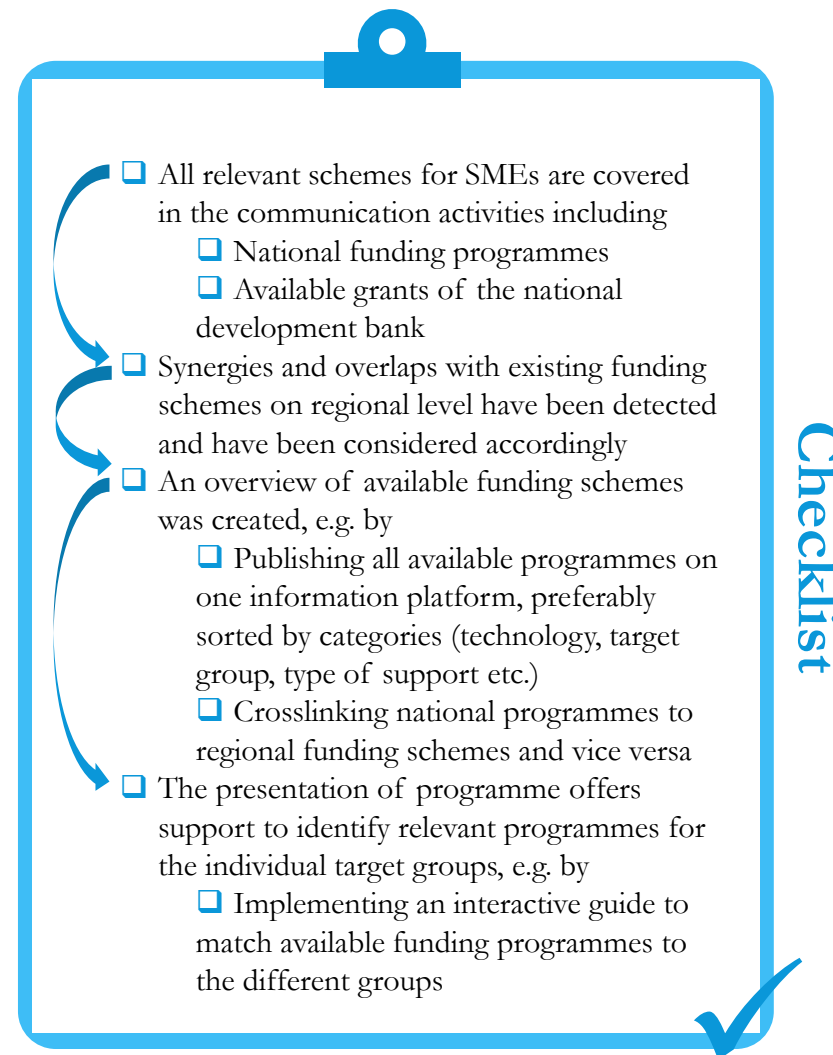 ❑ All relevant schemes for SMEs are covered
in the communication activities including
❑ National funding programmes
❑ Available grants of the national
development bank
❑ Synergies and overlaps with existing funding
schemes on regional level have been detected
and have been considered accordingly
❑ An overview of available funding schemes
was created, e.g. by
❑ Publishing all available programmes on
one information platform, preferably
sorted by categories (technology, target
group, type of support etc.)
❑ Crosslinking national programmes to
regional funding schemes and vice versa
❑ The presentation of programme offers
support to identify relevant programmes for
the individual target groups, e.g. by
❑ Implementing an interactive guide to
match available funding programmes to
the different groups
Checklist